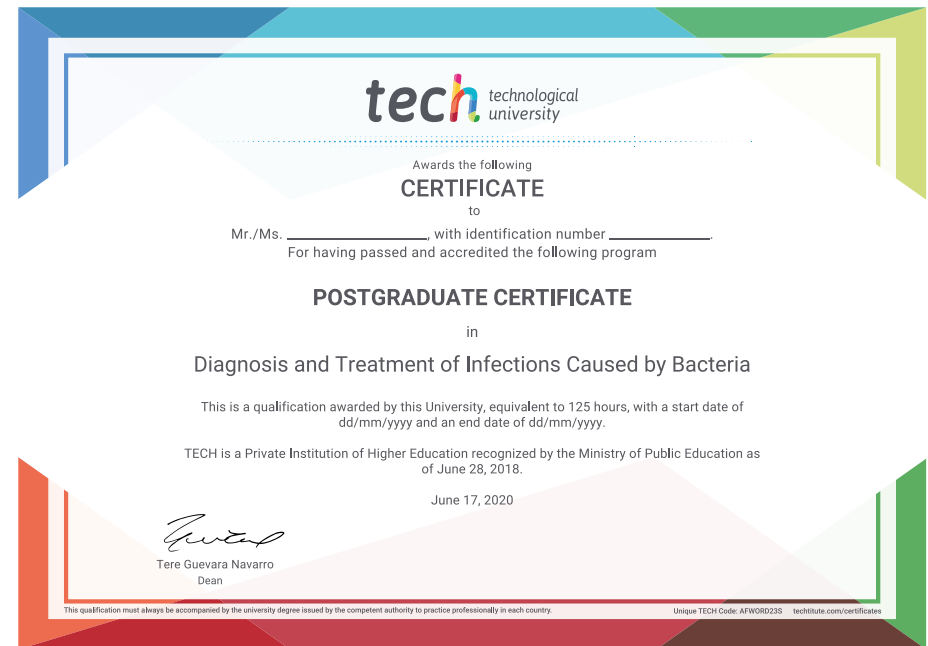 tech technological
university
Awards the following
CERTIFICATE
to
Mr./Ms. ____________________, with identification number ______________.
For having passed and accredited the following program
POSTGRADUATE CERTIFICATE
in
Diagnosis and Treatment of Infections Caused by Bacteria
This is a qualification awarded by this University, equivalent to 125 hours, with a start date of
dd/mm/yyyy and an end date of dd/mm/yyyy.
TECH is a Private Institution of Higher Education recognized by the Ministry of Public Education as
of June 28, 2018.
June 17, 2020
Tere Guevara Navarro
Dean
This qualification must always be accompanied by the university degree issued by the competent authority to practice professionally in each country.
Unique TECH Code: AFWORD23S techtitute.com/certificates